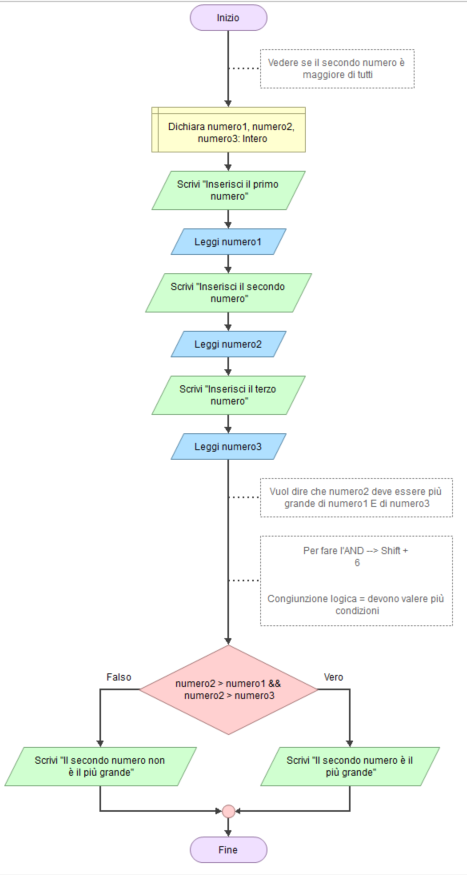 Inizio
Vedere se il secondo numero è
maggiore di tutti
Dichiara numero1, numero2,
numero3: Intero
Scrivi "Inserisci il primo
numero"
Leggi numero1
Scrivi "Inserisci il secondo
numero"
Leggi numero2
Scrivi "Inserisci il terzo
numero"
Leggi numero3
Vuol dire che numero2 deve essere più
grande di numero1 E di numero3
Per fare l'AND --> Shift +
6
Congiunzione logica = devono valere più
condizioni
Falso
numero2 > numero1 &&
numero2 > numero3
Vero
Scrivi "Il secondo numero non
è il più grande"
Scrivi "Il secondo numero è il
più grande"
Fine